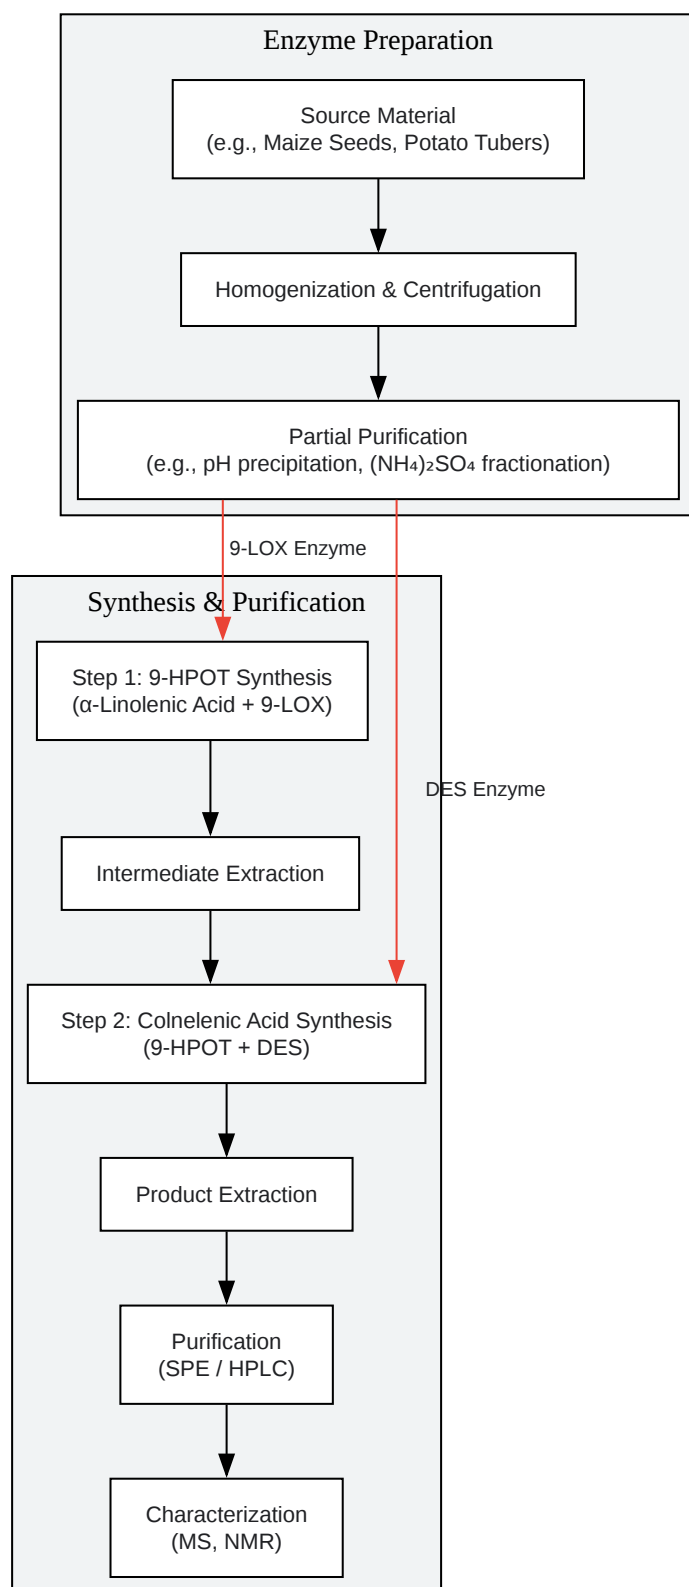 Enzyme Preparation
Source Material
(e.g., Maize Seeds, Potato Tubers)
Homogenization & Centrifugation
Partial Purification
(e.g., pH precipitation, (NH₄)₂SO₄ fractionation)
9-LOX Enzyme
Synthesis & Purification
Step 1: 9-HPOT Synthesis
(α-Linolenic Acid + 9-LOX)
DES Enzyme
Intermediate Extraction
Step 2: Colnelenic Acid Synthesis
(9-HPOT + DES)
Product Extraction
Purification
(SPE / HPLC)
Characterization
(MS, NMR)